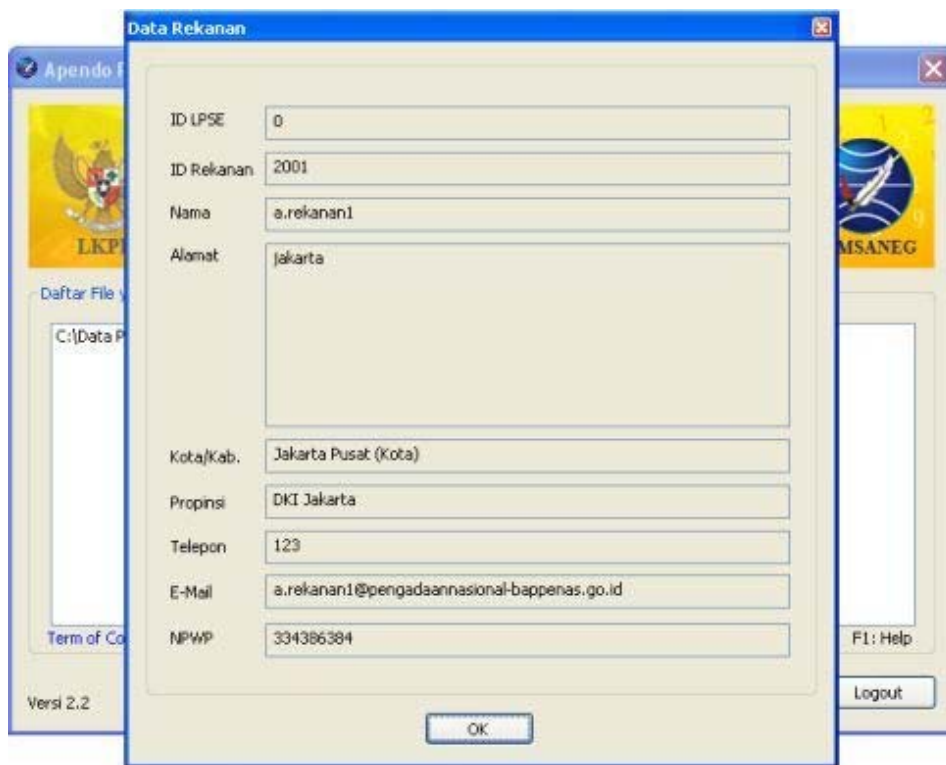 Data Rekanan
Apendo
LKP
MSANEG
ID LPSE 0
ID Rekanan 2001
Nama a.rekanan1
Alamat Jakarta
Daftar File
C:\Data P
Kota/Kab. Jakarta Pusat (Kota)
Propinsi DKI Jakarta
Telepon 123
E-Mail a.rekanan1@pengadaannasional-bappenas.go.id
NPWP 334386384
Term of Co
F1: Help
Versi 2.2
Logout
OK